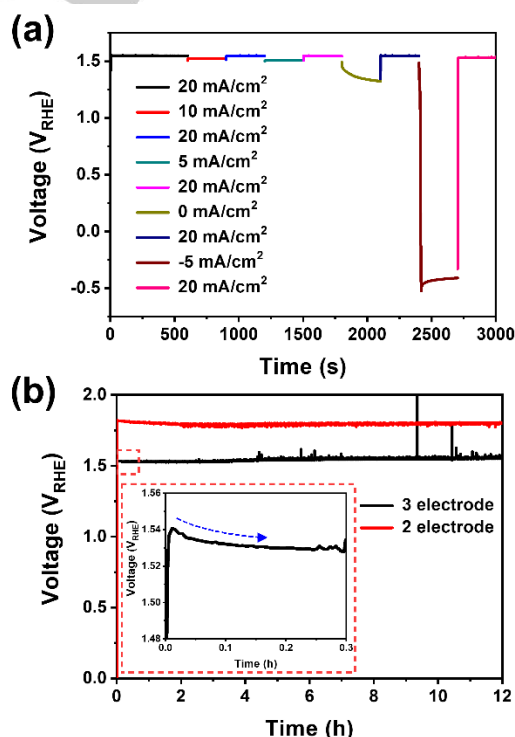 (a)
Voltage (V_RHE)
1.5
1.0
0.5
0.0
-0.5
20 mA/cm²
10 mA/cm²
20 mA/cm²
5 mA/cm²
20 mA/cm²
0 mA/cm²
20 mA/cm²
-5 mA/cm²
20 mA/cm²
0 500 1000 1500 2000 2500 3000
Time (s)
(b)
Voltage (V_RHE)
2.0
1.5
1.0
0.5
0.0
3 electrode
2 electrode
Voltage (V_RHE)
1.56
1.54
1.52
1.50
1.48
0.0 0.1 0.2 0.3
Time (h)
0 2 4 6 8 10 12
Time (h)